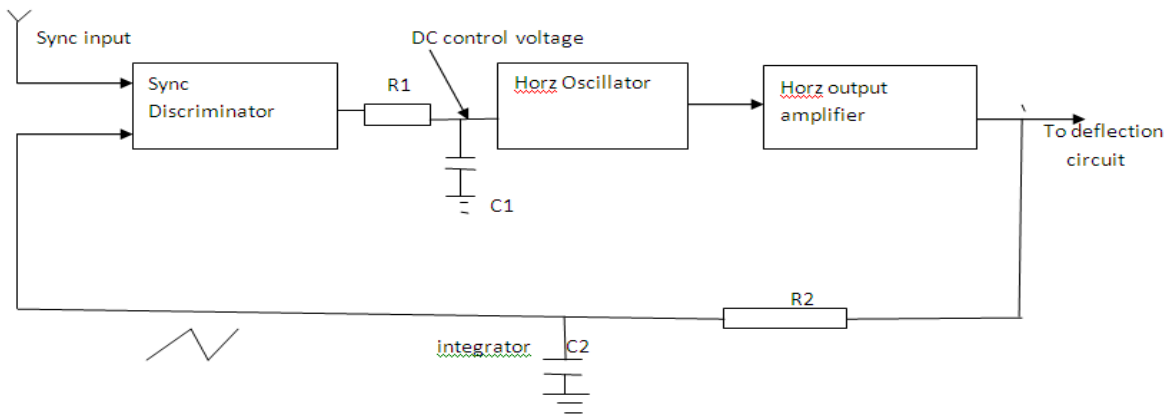 Sync input
DC control voltage
Sync
Discriminator
R1
Horz Oscillator
Horz output
amplifier
To deflection
circuit
C1
R2
integrator
C2